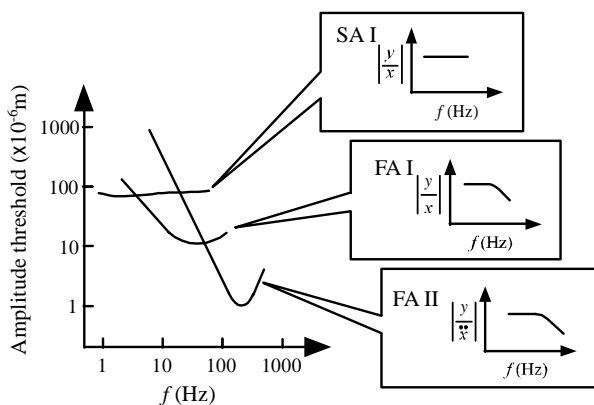 Amplitude threshold (x10⁻⁶m)
1000
100
10
1
1
10
100
1000
f (Hz)
SA I
|y/x|
f (Hz)
FA I
|y/x|
f (Hz)
FA II
|y/ẍ|
f (Hz)